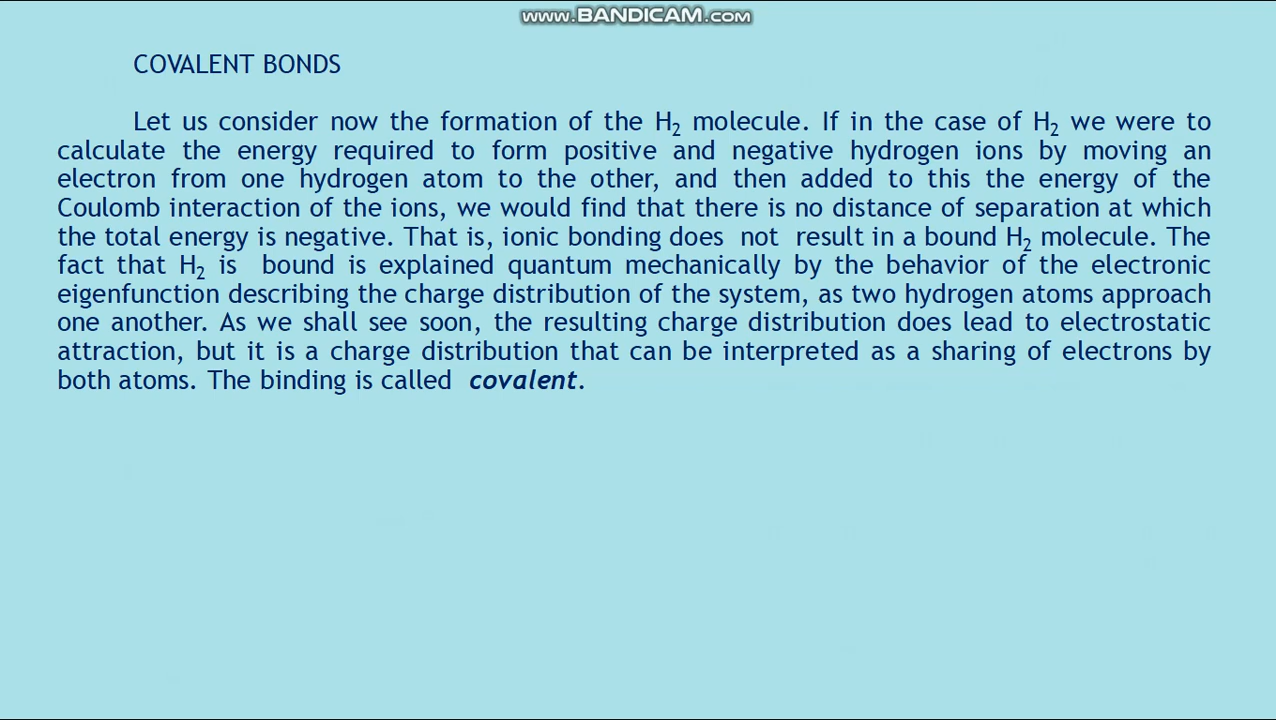 www.BANDICAM.com
COVALENT BONDS
Let us consider now the formation of the H₂ molecule. If in the case of H₂ we were to
calculate the energy required to form positive and negative hydrogen ions by moving an
electron from one hydrogen atom to the other, and then added to this the energy of the
Coulomb interaction of the ions, we would find that there is no distance of separation at which
the total energy is negative. That is, ionic bonding does not result in a bound H₂ molecule. The
fact that H₂ is bound is explained quantum mechanically by the behavior of the electronic
eigenfunction describing the charge distribution of the system, as two hydrogen atoms approach
one another. As we shall see soon, the resulting charge distribution does lead to electrostatic
attraction, but it is a charge distribution that can be interpreted as a sharing of electrons by
both atoms. The binding is called covalent.